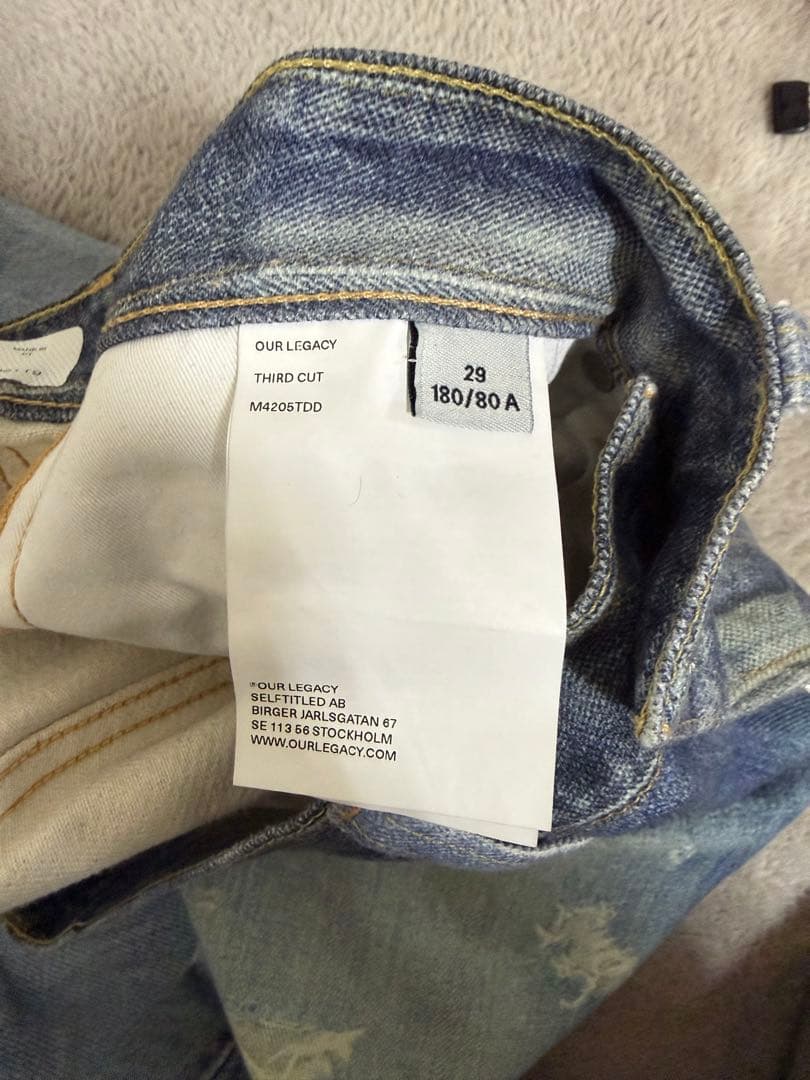 OUR LEGACY
THIRD CUT
M4205TDD
29
180/80 A
®OUR LEGACY
SELFTITLED AB
BIRGER JARLSGATAN 67
SE 113 56 STOCKHOLM
WWW.OURLEGACY.COM